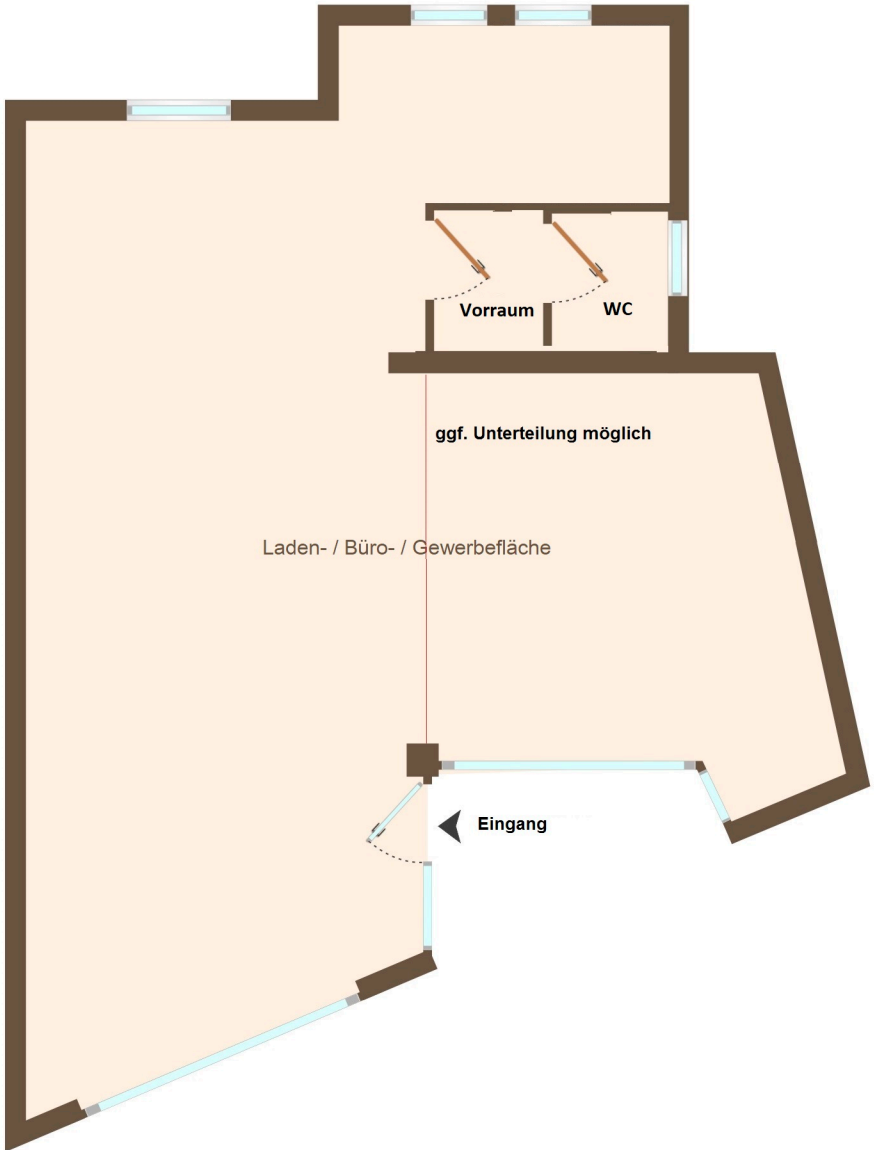 Vorraum
WC
ggf. Unterteilung möglich
Laden- / Büro- / Gewerbefläche
Eingang